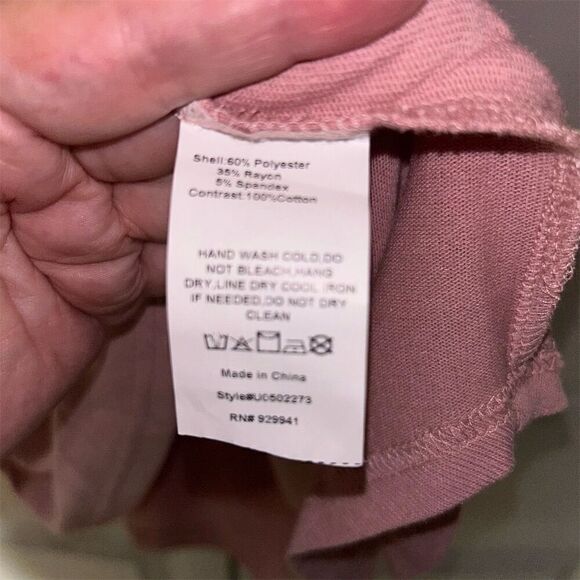 Shell:60% Polyester
35% Rayon
5% Spandex
Contrast:100%Cotton
HAND WASH COLD,DO
NOT BLEACH,HANG
DRY,LINE DRY COOL IRON
IF NEEDED,DO NOT DRY
CLEAN
Made in China
Style#U0502273
RN# 929941